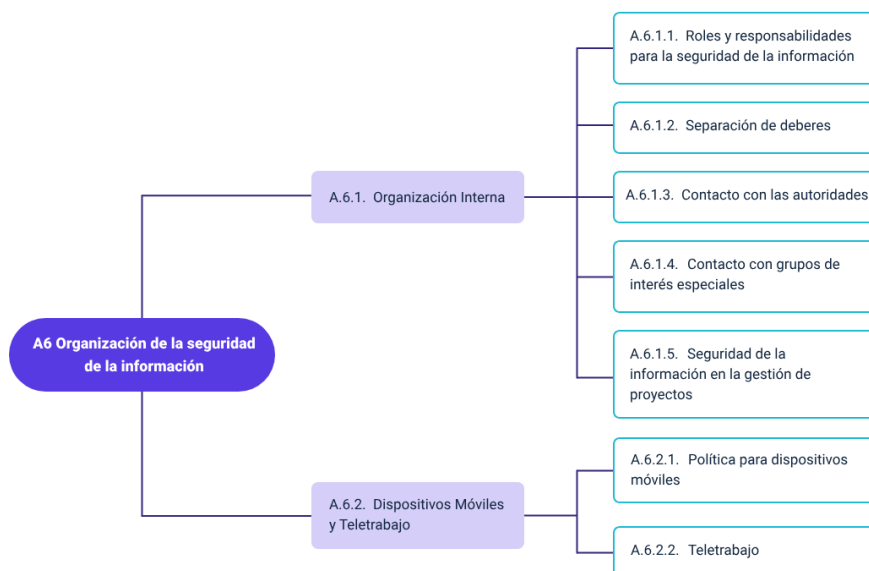 A6 Organización de la seguridad
de la información
A.6.1. Organización Interna
A.6.1.1. Roles y responsabilidades
para la seguridad de la información
A.6.1.2. Separación de deberes
A.6.1.3. Contacto con las autoridades
A.6.1.4. Contacto con grupos de
interés especiales
A.6.1.5. Seguridad de la
información en la gestión de
proyectos
A.6.2. Dispositivos Móviles
y Teletrabajo
A.6.2.1. Política para dispositivos
móviles
A.6.2.2. Teletrabajo